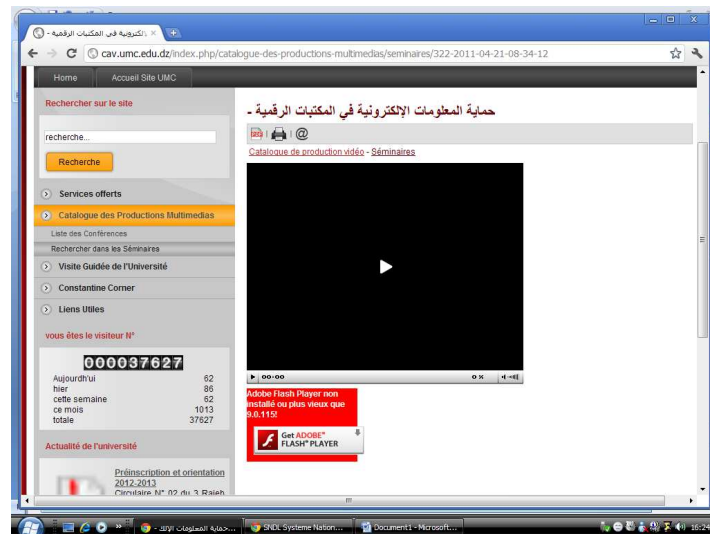 الكترونية في المكتبات الرقمية -
cav.umc.edu.dz/index.php/catalogue-des-productions-multimedias/seminaires/322-2011-04-21-08-34-12
Home
Accueil Site UMC
Rechercher sur le site
recherche...
Recherche
Services offerts
Catalogue des Productions Multimedias
Liste des Conférences
Rechercher dans les Séminaires
Visite Guidée de l'Université
Constantine Corner
Liens Utiles
vous êtes le visiteur N°
000037627
Aujourd'hui 62
hier 86
cette semaine 62
ce mois 1013
totale 37627
Actualité de l'université
Préinscription et orientation
2012-2013
Circulaire N° 02 du 3 Rajeb
حماية المعلومات الإلكترونية في المكتبات الرقمية -
Catalogue de production vidéo - Séminaires
00:00
0 %
Adobe Flash Player non
installé ou plus vieux que
9.0.115!
Get ADOBE®
FLASH® PLAYER
حماية المعلومات الإلك...
SNDL Systeme Nation...
Document1 - Microsoft...
16:24